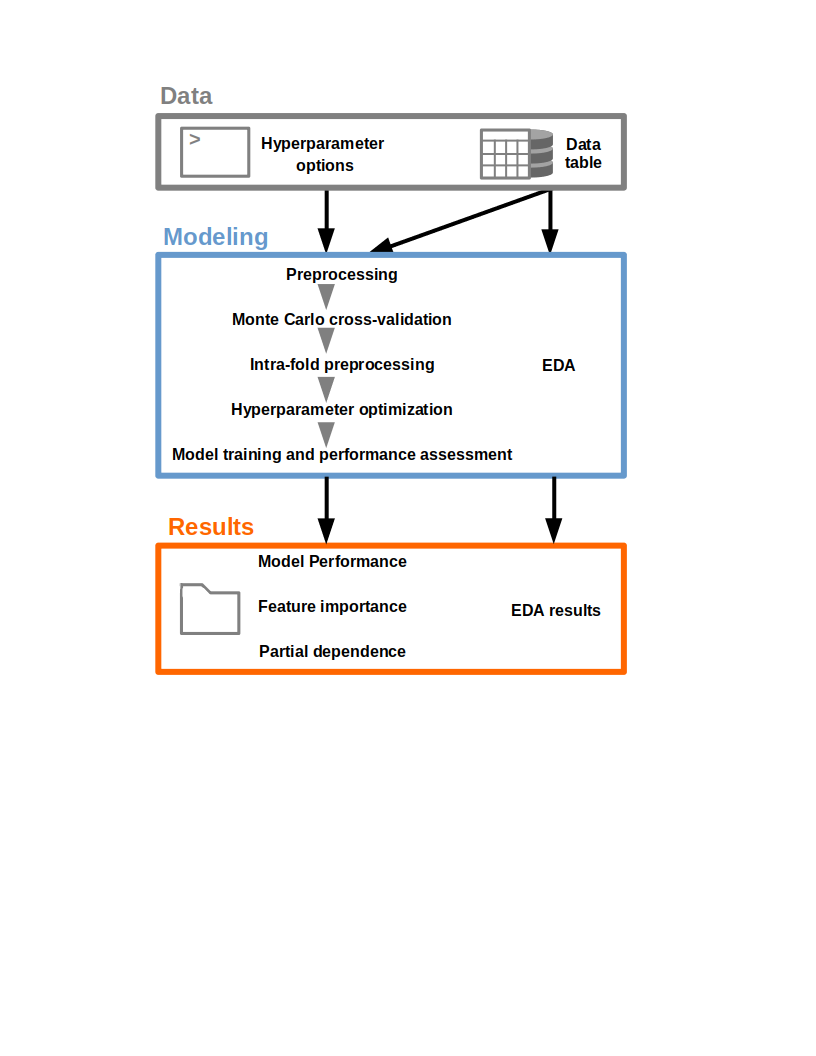 Data
>
Hyperparameter
options
Data
table
Modeling
Preprocessing
Monte Carlo cross-validation
Intra-fold preprocessing
EDA
Hyperparameter optimization
Model training and performance assessment
Results
Model Performance
Feature importance
EDA results
Partial dependence